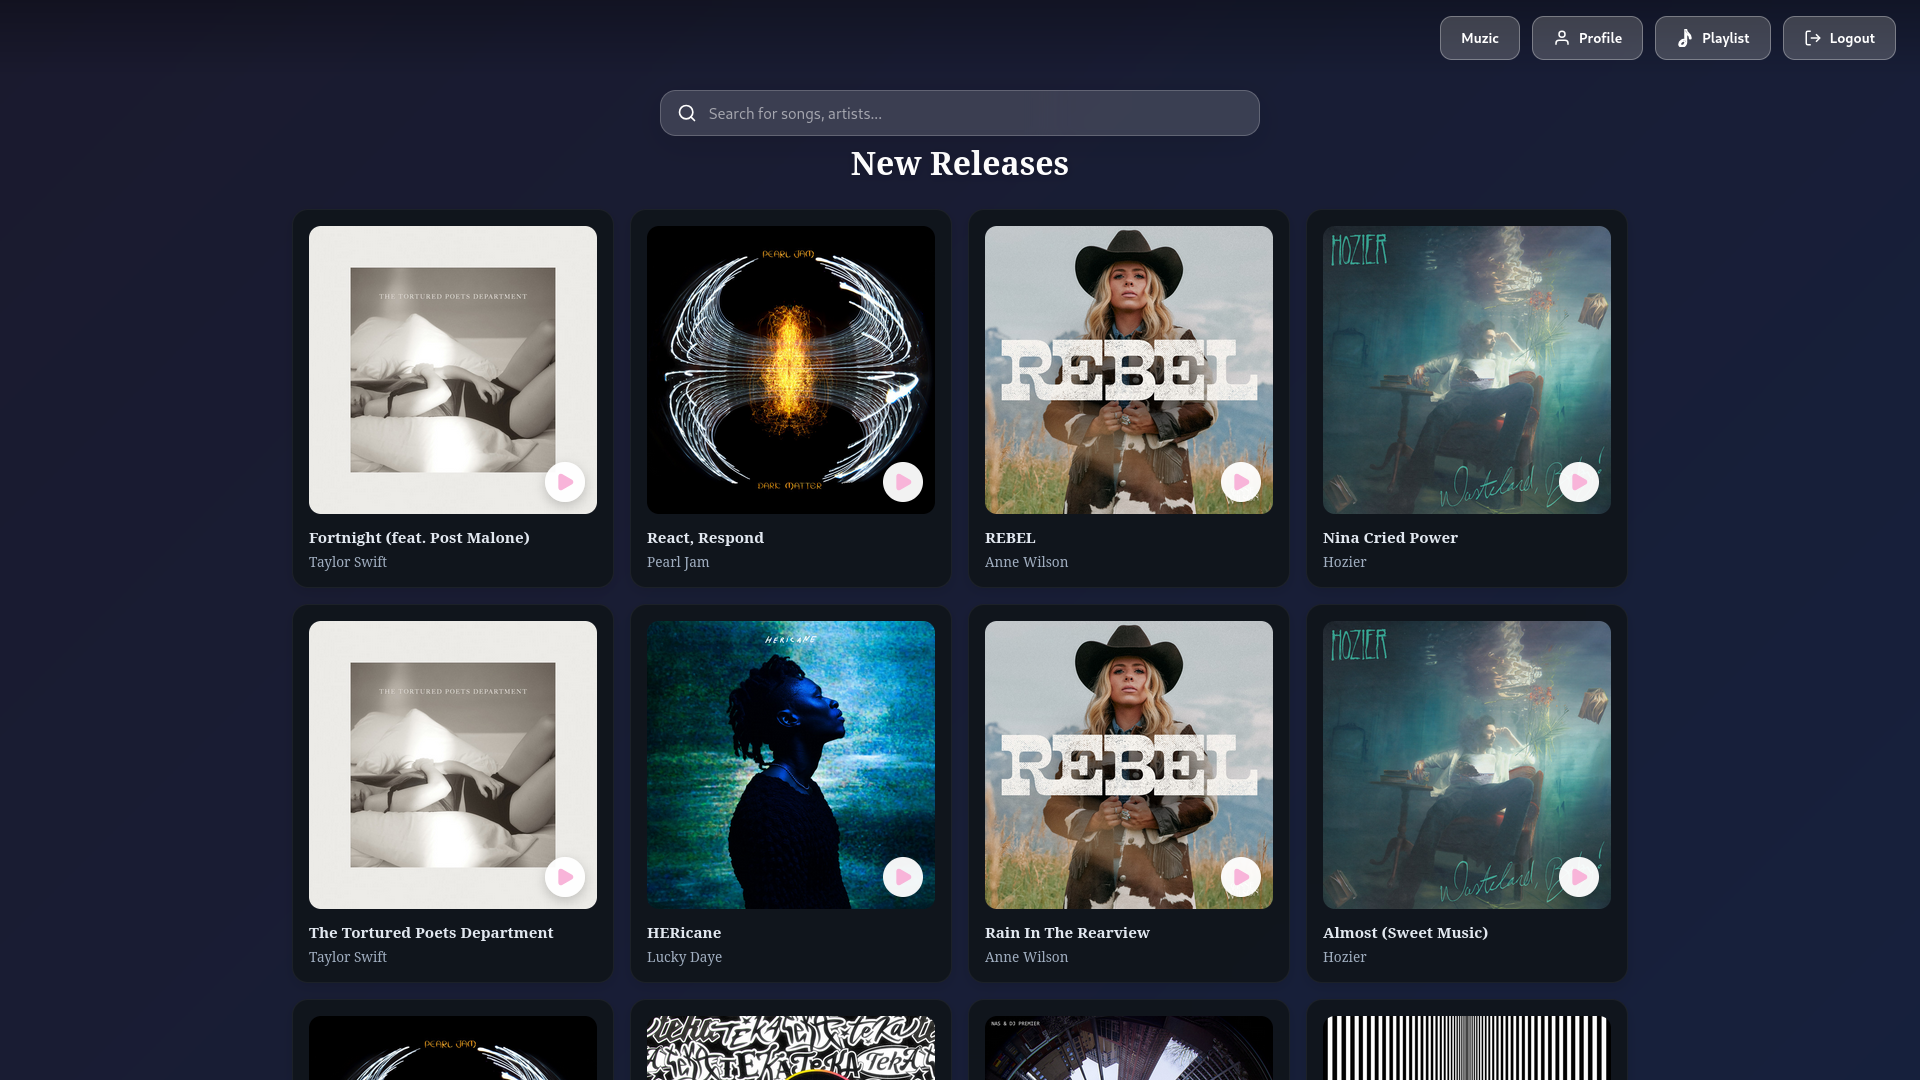 Muzic
Profile
Playlist
Logout
Search for songs, artists...
New Releases
THE TORTURED POETS DEPARTMENT
PEARL JAM
DARK MATTER
REBEL
HOZIER
Wasteland,
Fortnight (feat. Post Malone)
Taylor Swift
React, Respond
Pearl Jam
REBEL
Anne Wilson
Nina Cried Power
Hozier
THE TORTURED POETS DEPARTMENT
HERICANE
REBEL
HOZIER
Wasteland,
The Tortured Poets Department
Taylor Swift
HERicane
Lucky Daye
Rain In The Rearview
Anne Wilson
Almost (Sweet Music)
Hozier
PEARL JAM
TEKA
NAS & DJ PREMIER